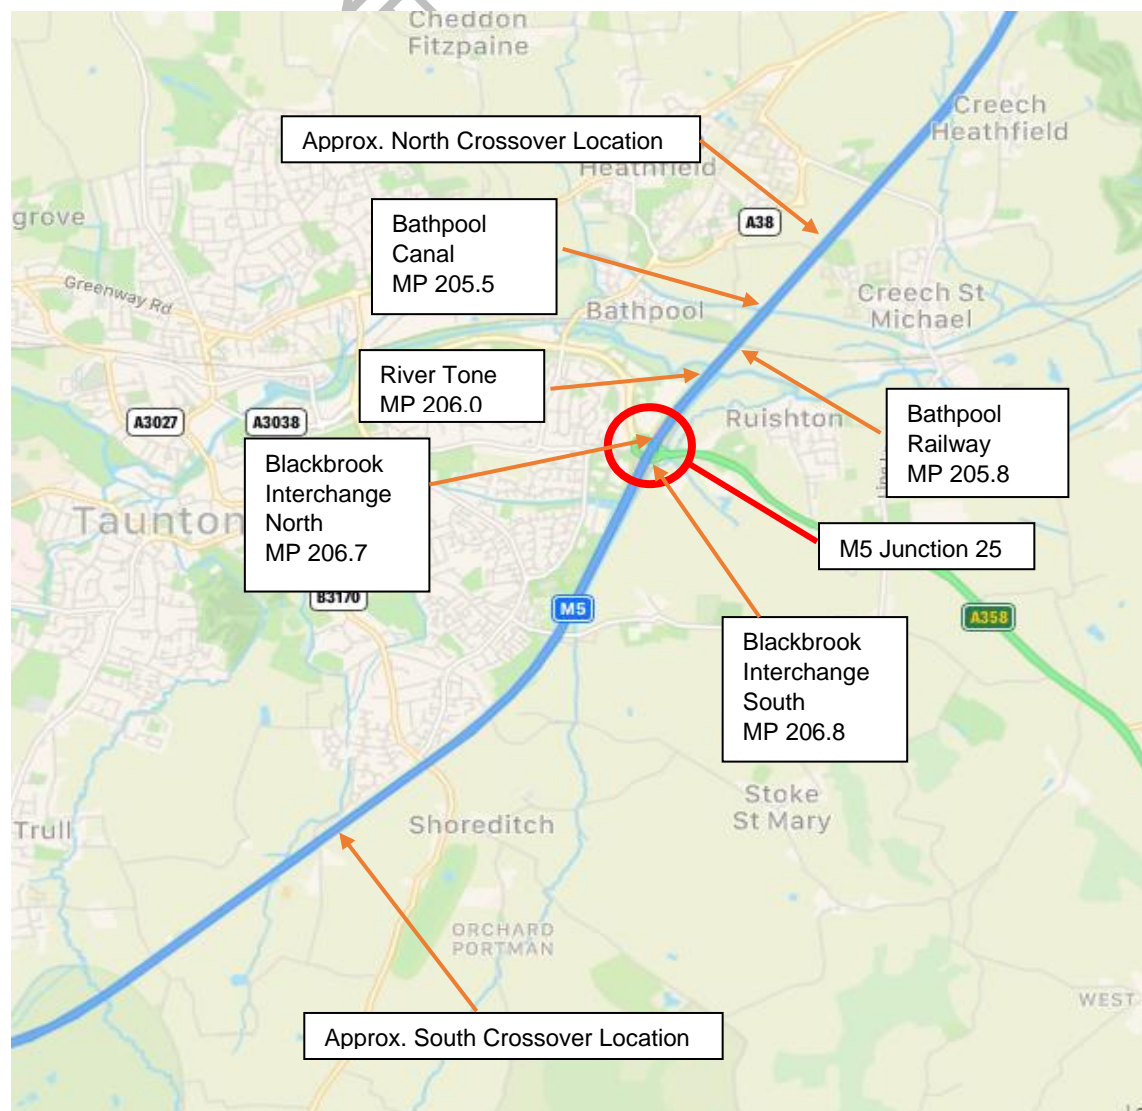 Cheddon
Fitzpaine
Creech
Heathfield
Approx. North Crossover Location
Heathfield
grove
Bathpool
Canal
MP 205.5
A38
Greenway Rd
Creech St
Michael
Bathpool
River Tone
MP 206.0
Ruishton
Bathpool
Railway
MP 205.8
A3027
A3038
Blackbrook
Interchange
North
MP 206.7
Taunton
M5 Junction 25
B3170
M5
A358
Blackbrook
Interchange
South
MP 206.8
Stoke
St Mary
Trull
Shoreditch
ORCHARD
PORTMAN
WEST
Approx. South Crossover Location